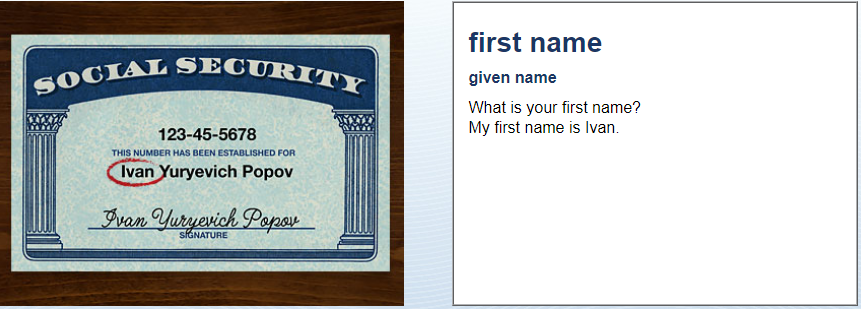 SOCIAL SECURITY
123-45-5678
THIS NUMBER HAS BEEN ESTABLISHED FOR
Ivan Yuryevich Popov
Ivan Yuryevich Popov
SIGNATURE
first name
given name
What is your first name?
My first name is Ivan.